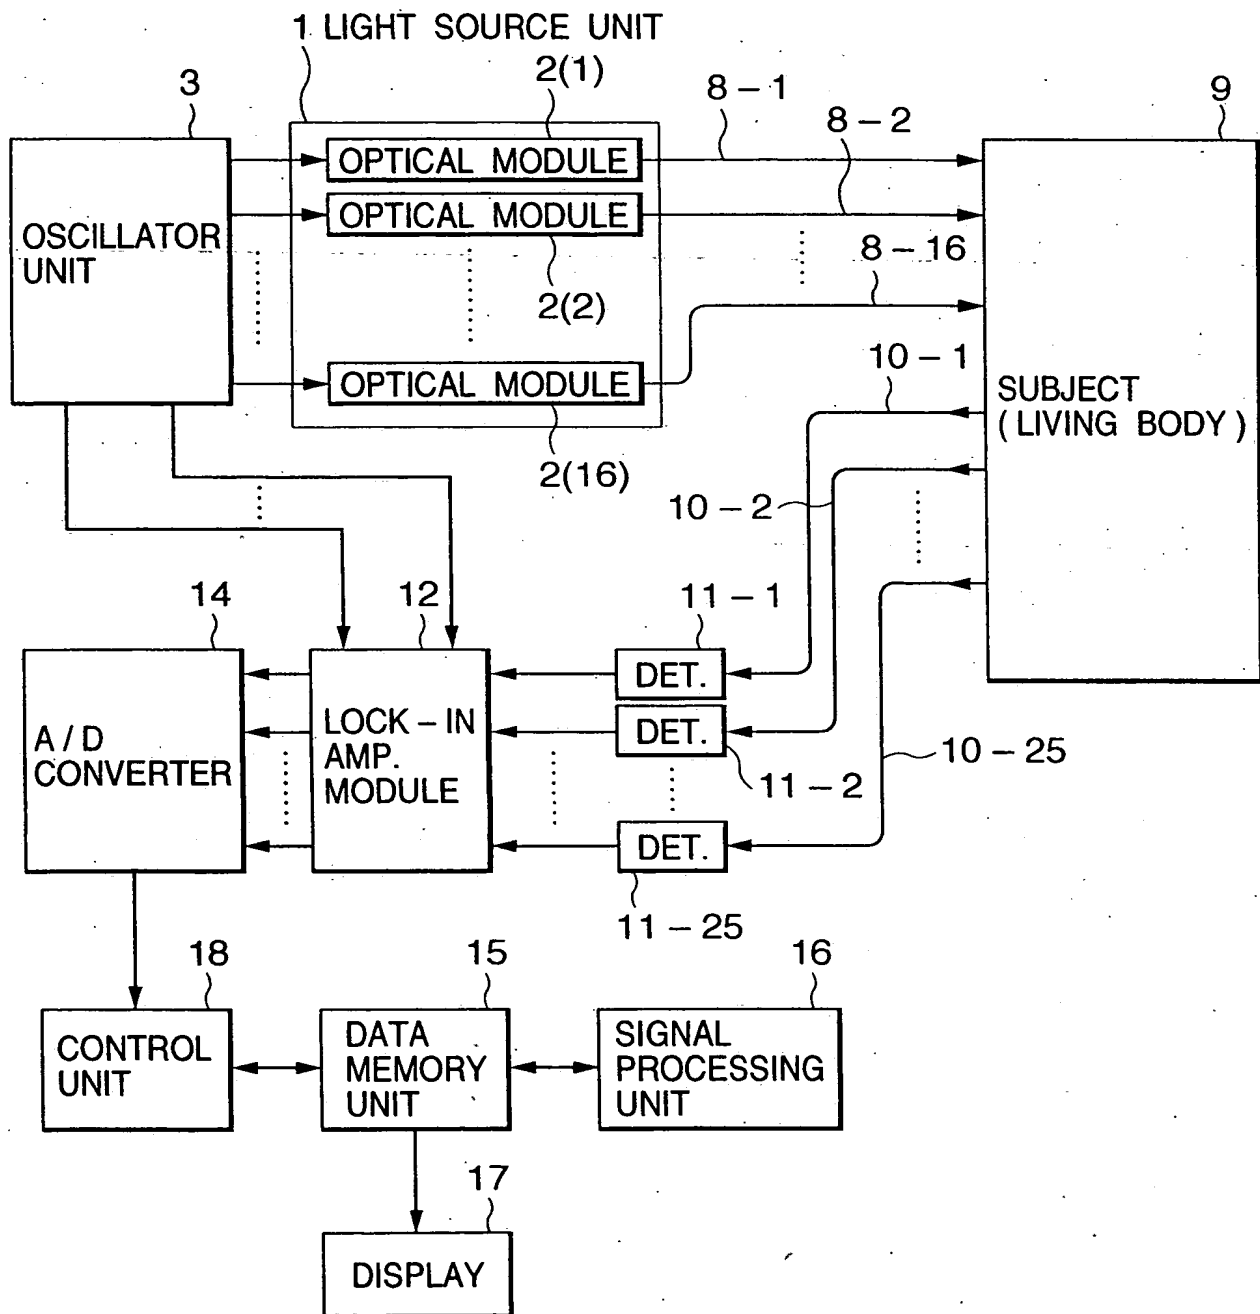 1 LIGHT SOURCE UNIT
3
2(1)
8-1
8-2
9
OPTICAL MODULE
OPTICAL MODULE
OSCILLATOR
UNIT
2(2)
8-16
OPTICAL MODULE
10-1
SUBJECT
(LIVING BODY)
2(16)
10-2
14
12
11-1
DET.
A/D
CONVERTER
LOCK-IN
AMP.
MODULE
DET.
11-2
10-25
DET.
11-25
18
15
16
CONTROL
UNIT
DATA
MEMORY
UNIT
SIGNAL
PROCESSING
UNIT
17
DISPLAY